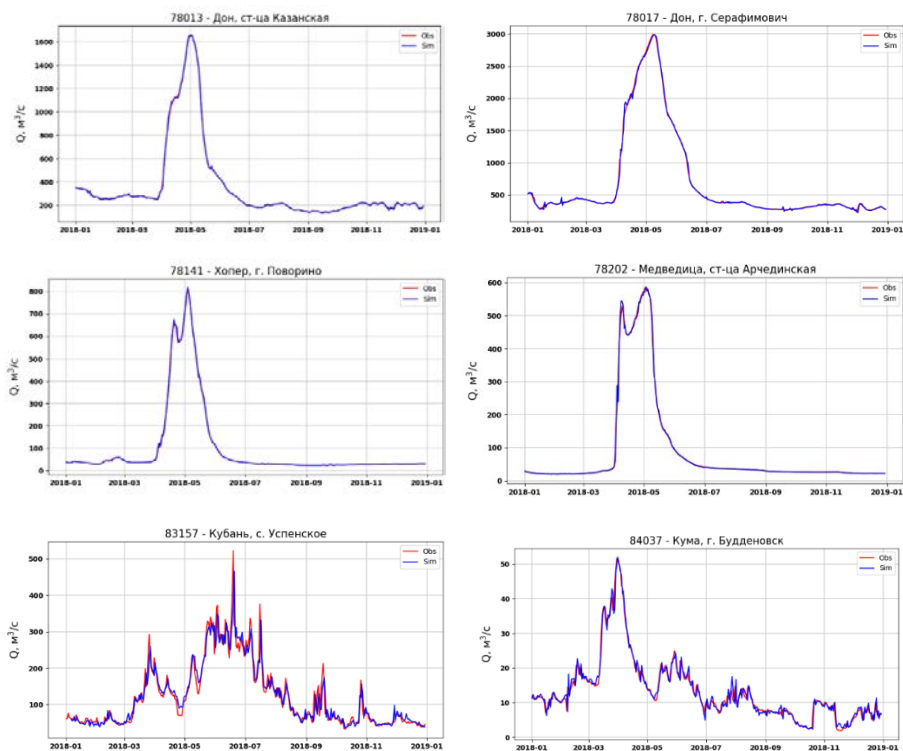 78013 - Дон, ст-ца Казанская
Q, м³/с
1600
1400
1200
1000
800
600
400
200
Obs
Sim
2018-01 2018-03 2018-05 2018-07 2018-09 2018-11 2019-01
78017 - Дон, г. Серафимович
Q, м³/с
3000
2500
2000
1500
1000
500
Obs
Sim
2018-01 2018-03 2018-05 2018-07 2018-09 2018-11 2019-01
78141 - Хопер, г. Поворино
Q, м³/с
800
700
600
500
400
300
200
100
0
Obs
Sim
2018-01 2018-03 2018-05 2018-07 2018-09 2018-11 2019-01
78202 - Медведица, ст-ца Арчединская
Q, м³/с
600
500
400
300
200
100
0
Obs
Sim
2018-01 2018-03 2018-05 2018-07 2018-09 2018-11 2019-01
83157 - Кубань, с. Успенское
Q, м³/с
500
400
300
200
100
Obs
Sim
2018-01 2018-03 2018-05 2018-07 2018-09 2018-11 2019-01
84037 - Кума, г. Будденовск
Q, м³/с
50
40
30
20
10
0
Obs
Sim
2018-01 2018-03 2018-05 2018-07 2018-09 2018-11 2019-01